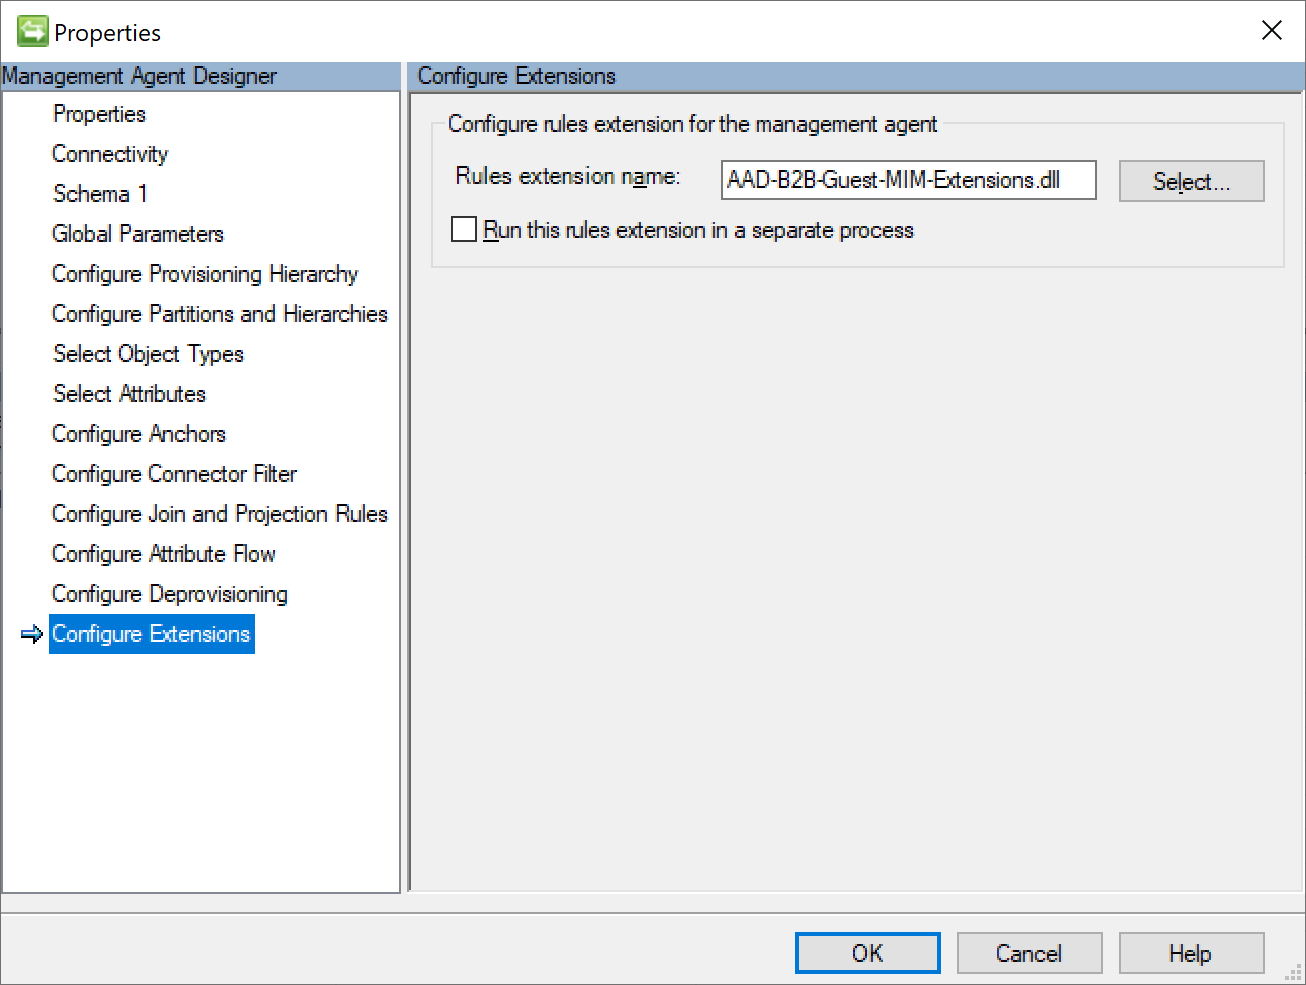 Properties
Management Agent Designer
Properties
Connectivity
Schema 1
Global Parameters
Configure Provisioning Hierarchy
Configure Partitions and Hierarchies
Select Object Types
Select Attributes
Configure Anchors
Configure Connector Filter
Configure Join and Projection Rules
Configure Attribute Flow
Configure Deprovisioning
Configure Extensions
Configure Extensions
Configure rules extension for the management agent
Rules extension name: AAD-B2B-Guest-MIM-Extensions.dll Select...
Run this rules extension in a separate process
OK Cancel Help